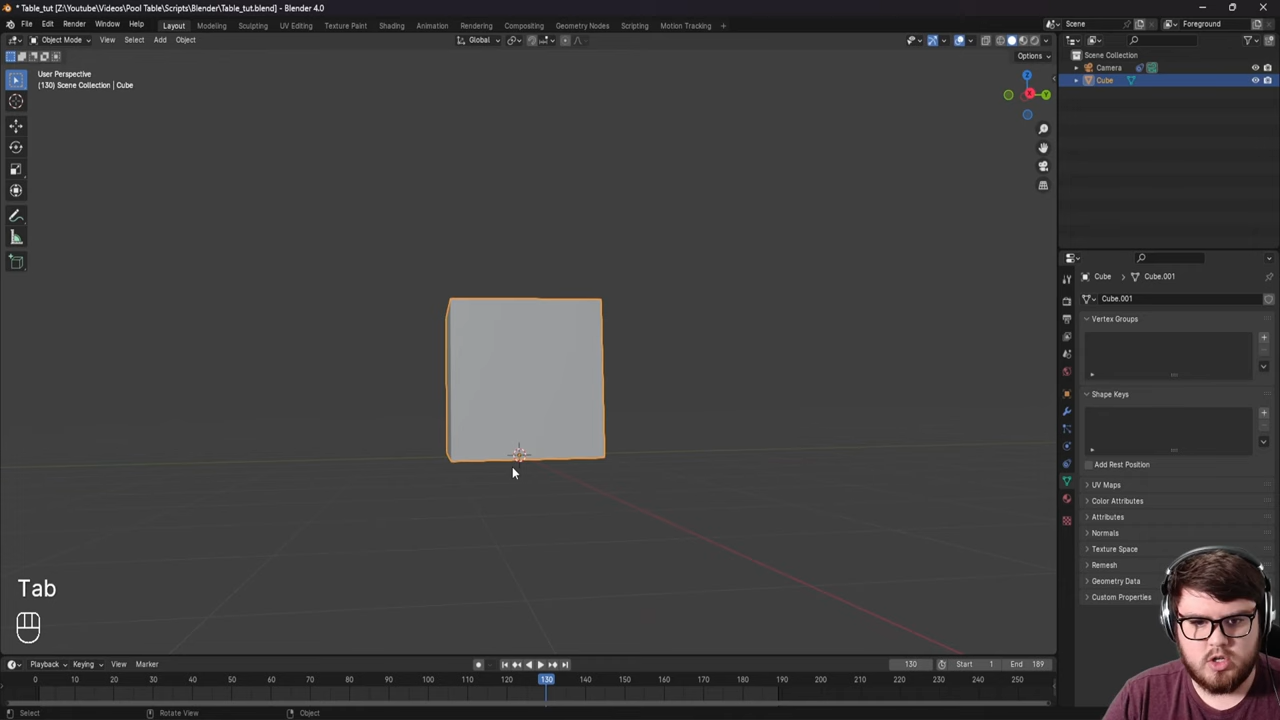 * Table_tut [Z:\Youtube\Videos\Pool Table\Scripts\Blender\Table_tut.blend] - Blender 4.0
File Edit Render Window Help Layout Modeling Sculpting UV Editing Texture Paint Shading Animation Rendering Compositing Geometry Nodes Scripting Motion Tracking + Scene Foreground
Object Mode View Select Add Object Global
Options
User Perspective
(130) Scene Collection | Cube
Z
X
Y
Scene Collection
Camera
Cube
Cube > Cube.001
Cube.001
Vertex Groups
Shape Keys
Add Rest Position
UV Maps
Color Attributes
Attributes
Normals
Texture Space
Remesh
Geometry Data
Custom Properties
Tab
Playback Keying View Marker 130 Start 1 End 189
0 10 20 30 40 50 60 70 80 90 100 110 120 130 140 150 160 170 180 190 200 210 220 230 240 250
Select Rotate View Object